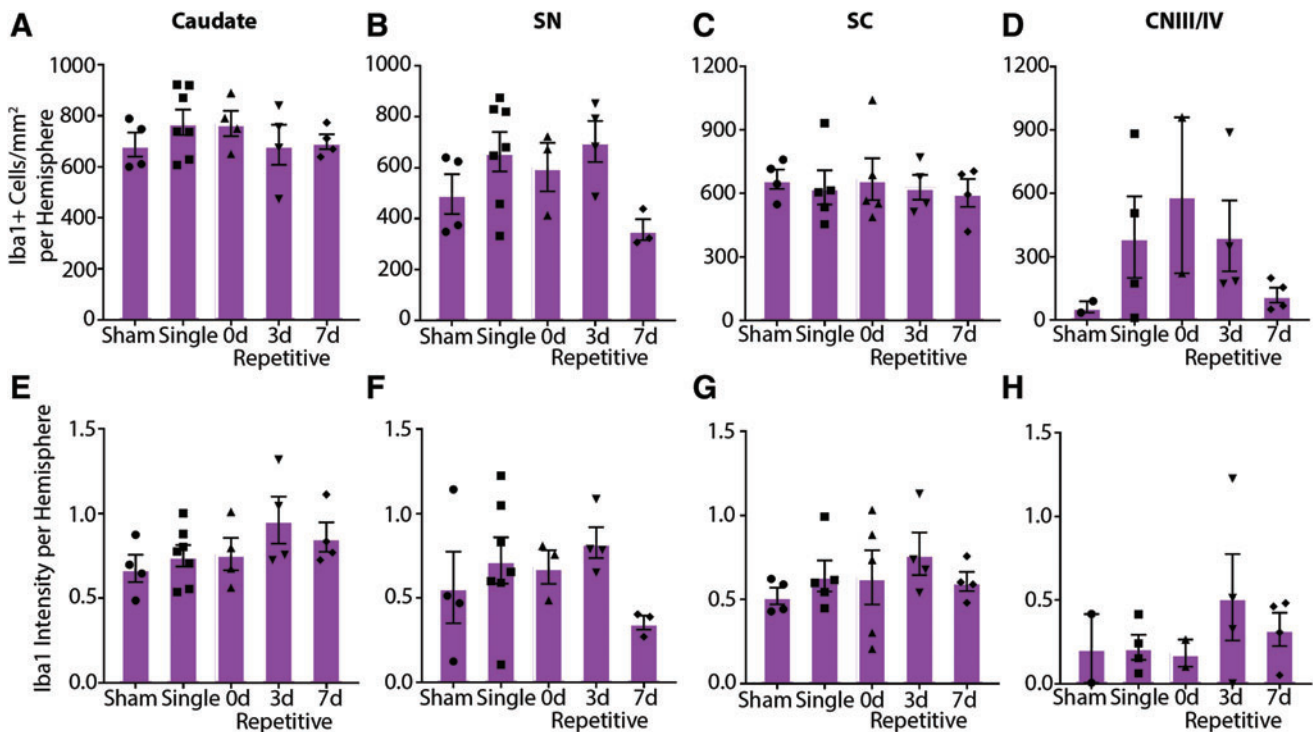 A Caudate B SN C SC D CNIII/IV
Iba1+ Cells/mm²
per Hemisphere
1000
800
600
400
200
0
Sham Single 0d 3d 7d
Repetitive
1000
800
600
400
200
0
Sham Single 0d 3d 7d
Repetitive
1200
900
600
300
0
Sham Single 0d 3d 7d
Repetitive
1200
900
600
300
0
Sham Single 0d 3d 7d
Repetitive
E F G H
Iba1 Intensity per Hemisphere
1.5
1.0
0.5
0.0
Sham Single 0d 3d 7d
Repetitive
1.5
1.0
0.5
0.0
Sham Single 0d 3d 7d
Repetitive
1.5
1.0
0.5
0.0
Sham Single 0d 3d 7d
Repetitive
1.5
1.0
0.5
0.0
Sham Single 0d 3d 7d
Repetitive